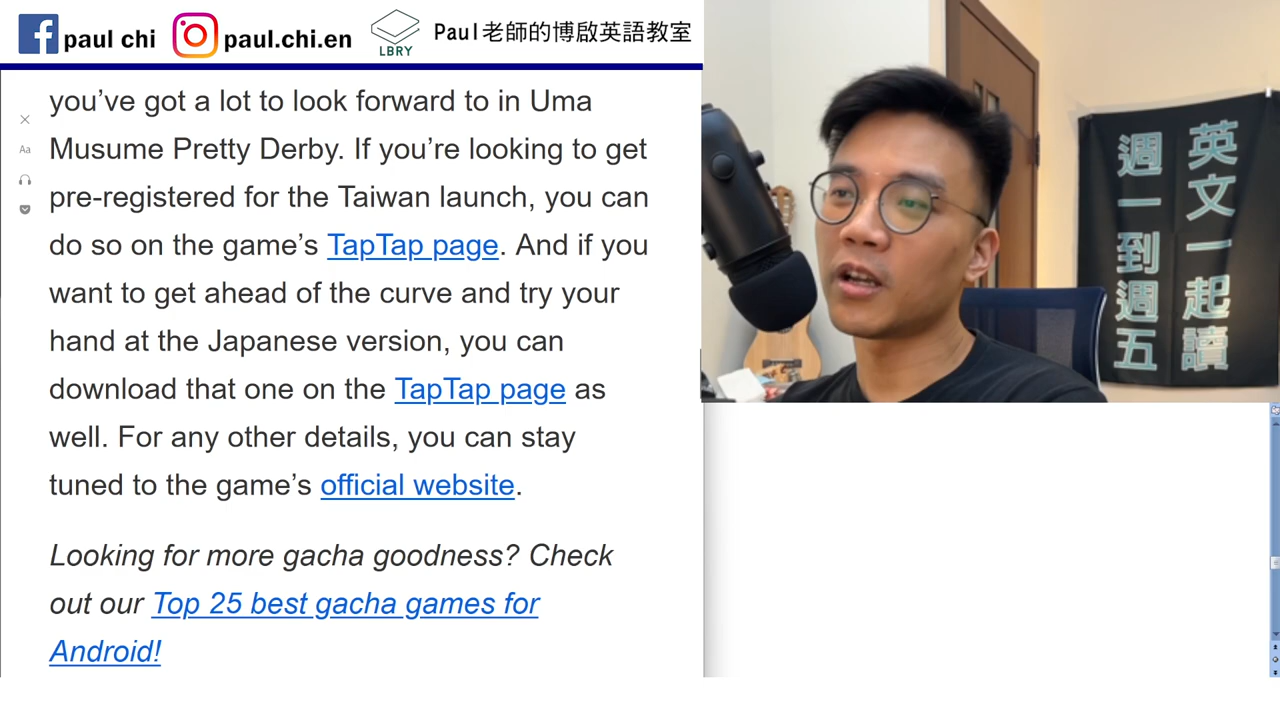 paul chi
paul.chi.en
LBRY
Paul老師的博啟英語教室
you’ve got a lot to look forward to in Uma
Musume Pretty Derby. If you’re looking to get
pre-registered for the Taiwan launch, you can
do so on the game’s TapTap page. And if you
want to get ahead of the curve and try your
hand at the Japanese version, you can
download that one on the TapTap page as
well. For any other details, you can stay
tuned to the game’s official website.
Looking for more gacha goodness? Check
out our Top 25 best gacha games for
Android!
Aa
英文一起讀
週一到週五